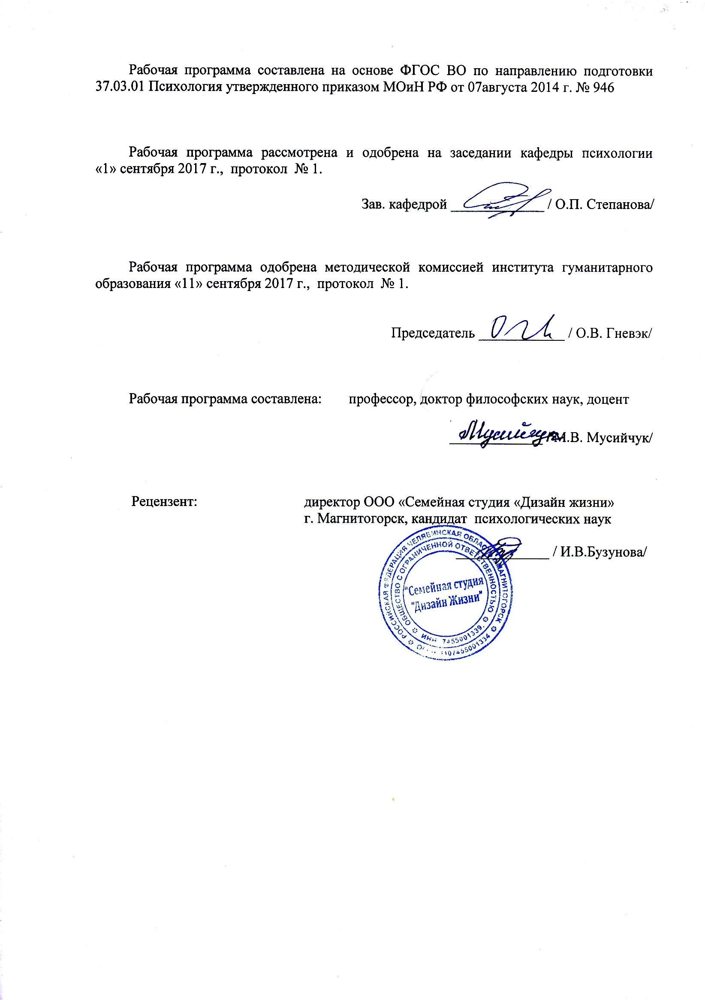 Рабочая программа составлена на основе ФГОС ВО по направлению подготовки
37.03.01 Психология утвержденного приказом МОиН РФ от 07августа 2014 г. № 946
Рабочая программа рассмотрена и одобрена на заседании кафедры психологии
«1» сентября 2017 г., протокол № 1.
Зав. кафедрой ____________ / О.П. Степанова/
Рабочая программа одобрена методической комиссией института гуманитарного
образования «11» сентября 2017 г., протокол № 1.
Председатель ____________ / О.В. Гневэк/
Рабочая программа составлена: профессор, доктор философских наук, доцент
Мусийчук
____________ / М.В. Мусийчук/
Рецензент: директор ООО «Семейная студия «Дизайн жизни»
г. Магнитогорск, кандидат психологических наук
____________ / И.В.Бузунова/
РОССИЙСКАЯ ФЕДЕРАЦИЯ ЧЕЛЯБИНСКАЯ ОБЛАСТЬ МАГНИТОГОРСК
ОБЩЕСТВО С ОГРАНИЧЕННОЙ ОТВЕТСТВЕННОСТЬЮ
"Семейная студия
"Дизайн Жизни"
ИНН 7455001339
1107455001334